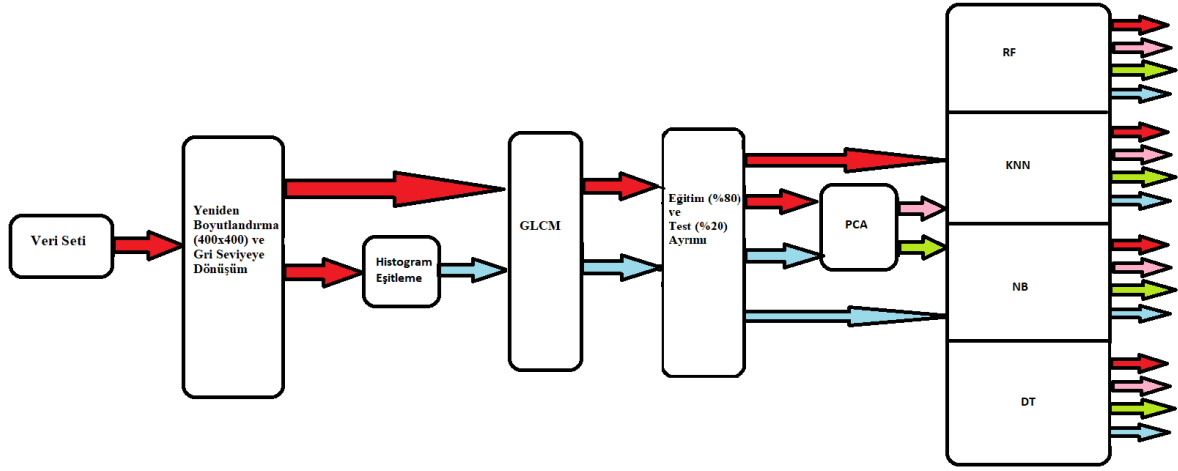 Veri Seti
Yeniden
Boyutlandırma
(400x400) ve
Gri Seviyeye
Dönüşüm
Histogram
Eşitleme
GLCM
Eğitim (%80)
ve
Test (%20)
Ayrımı
PCA
RF
KNN
NB
DT